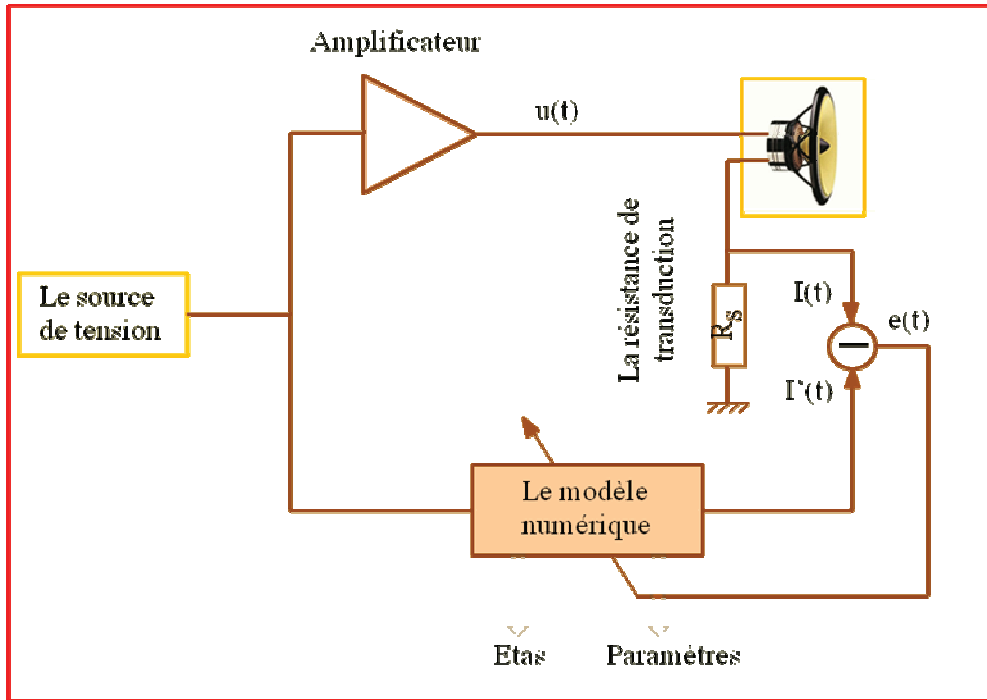 Amplificateur
u(t)
Le source
de tension
La résistance de
transduction
R_S
I(t)
e(t)
I`(t)
Le modèle
numérique
Etas
Paramètres